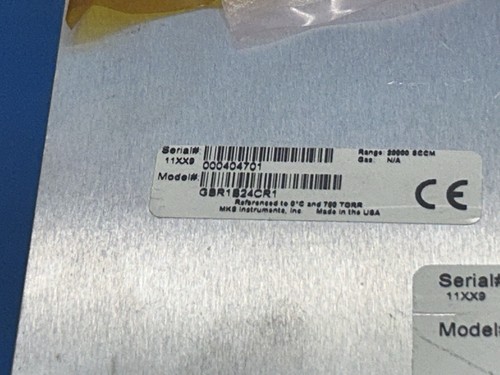 Serial#:
11XX9
000404701
Range: 20000 SCCM
Gas: N/A
Model#:
GBR1B24CR1
Referenced to 0°C and 760 TORR
MKS Instruments, Inc Made in the USA
CE
Serial#
11XX9
Model#